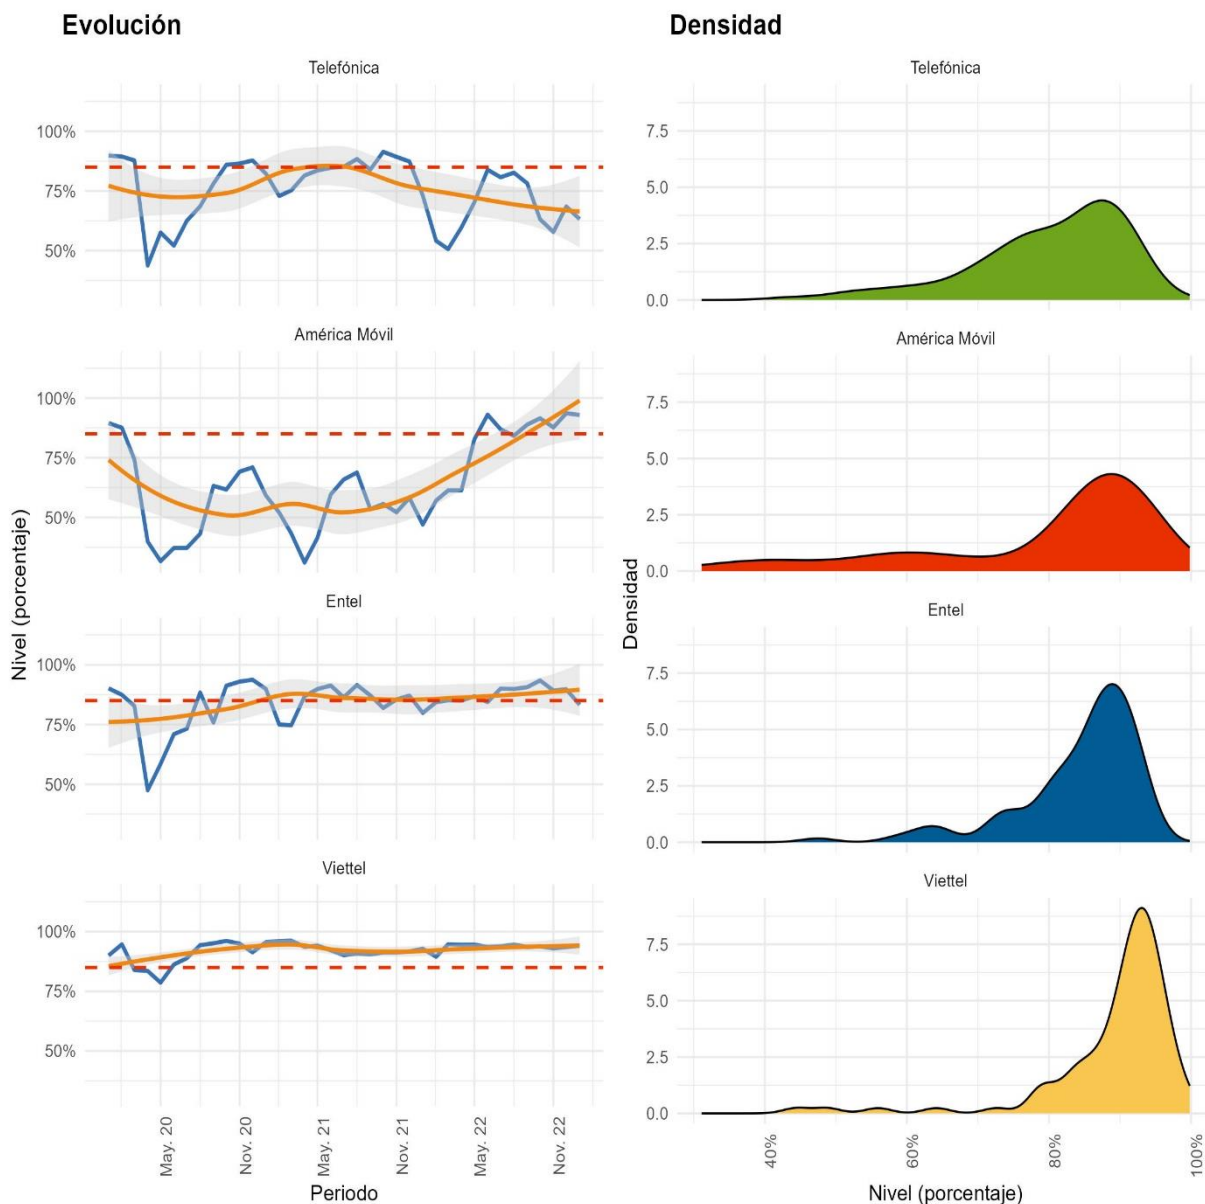 Evolución
Telefónica
100%
75%
50%
América Móvil
100%
75%
50%
Entel
100%
75%
50%
Viettel
100%
75%
50%
Nivel (porcentaje)
May. 20
Nov. 20
May. 21
Nov. 21
May. 22
Nov. 22
Periodo
Densidad
Telefónica
7.5
5.0
2.5
0.0
América Móvil
7.5
5.0
2.5
0.0
Entel
7.5
5.0
2.5
0.0
Viettel
7.5
5.0
2.5
0.0
Densidad
40%
60%
80%
100%
Nivel (porcentaje)